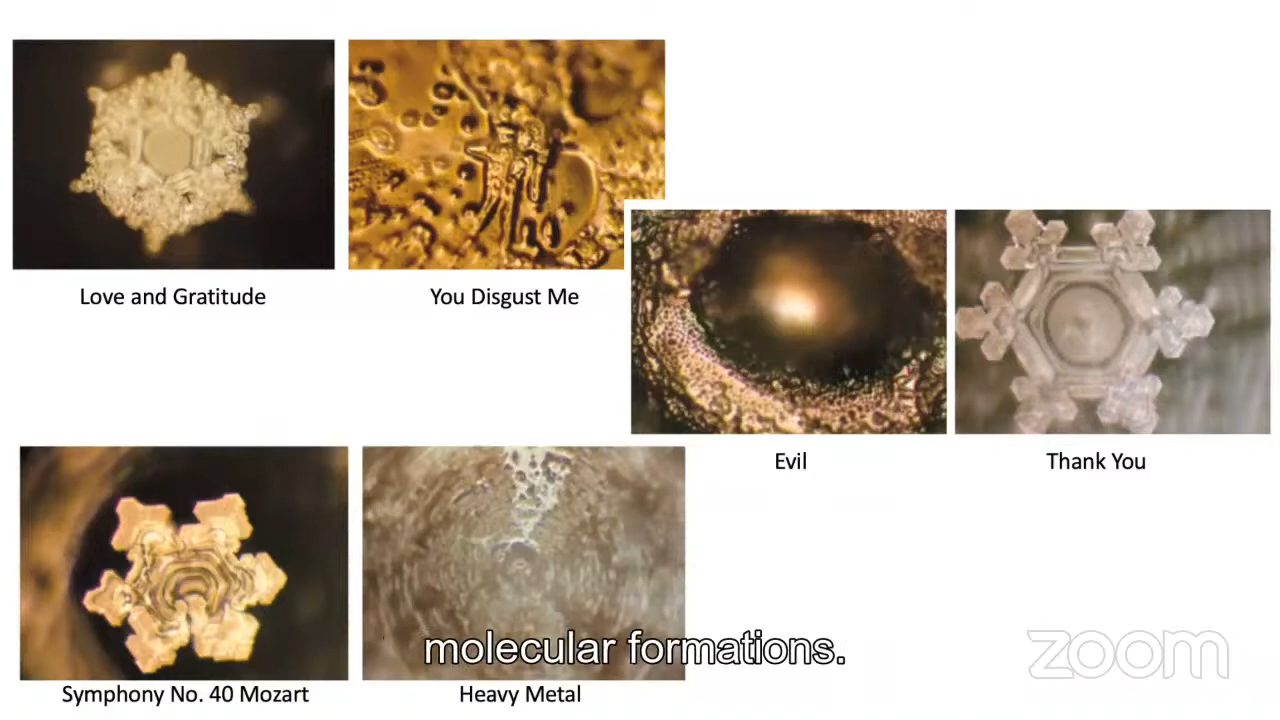 Love and Gratitude
You Disgust Me
Evil
Thank You
molecular formations.
zoom
Symphony No. 40 Mozart
Heavy Metal